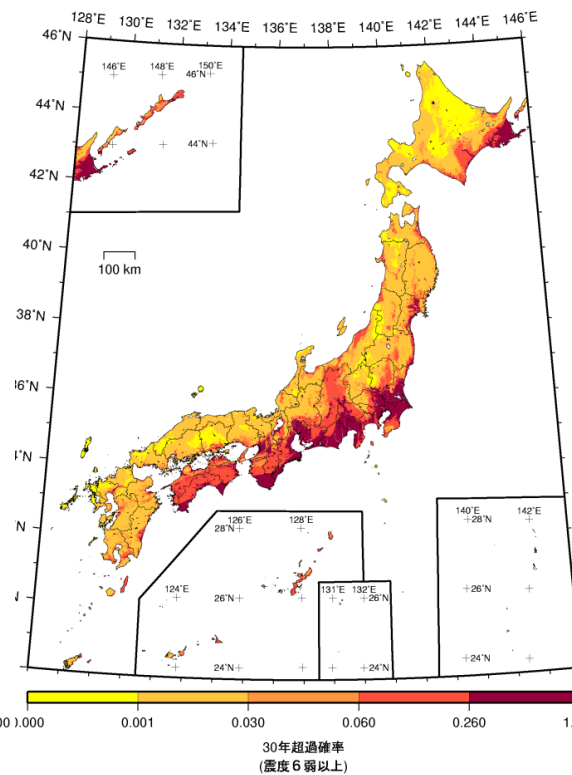 128°E 130°E 132°E 134°E 136°E 138°E 140°E 142°E 144°E 146°E
46°N
146°E 148°E 150°E
46°N
44°N
44°N
42°N
40°N
100 km
38°N
36°N
4°N
N
126°E 128°E
28°N
140°E 142°E
28°N
124°E
26°N
131°E 132°E
26°N
26°N
N
24°N
24°N
24°N
0.000 0.001 0.030 0.060 0.260 1.
30年超過確率
(震度6弱以上)